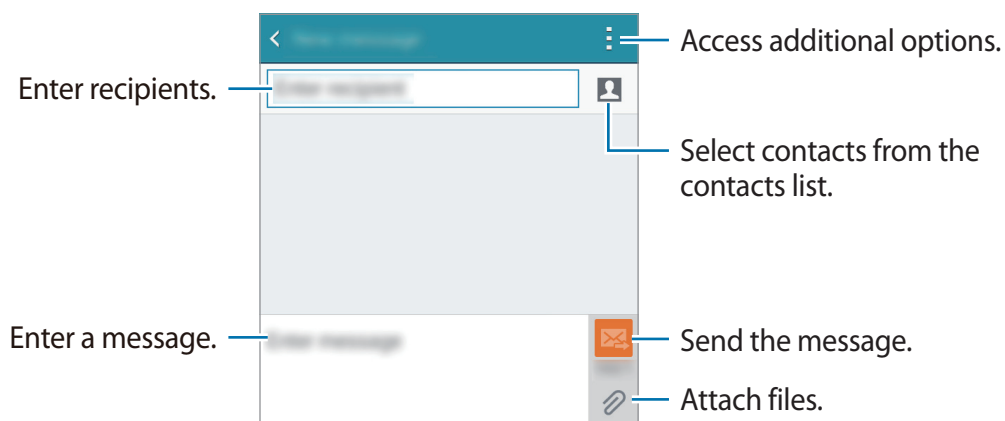 Access additional options.
Enter recipients.
Select contacts from the
contacts list.
Enter a message.
Send the message.
Attach files.